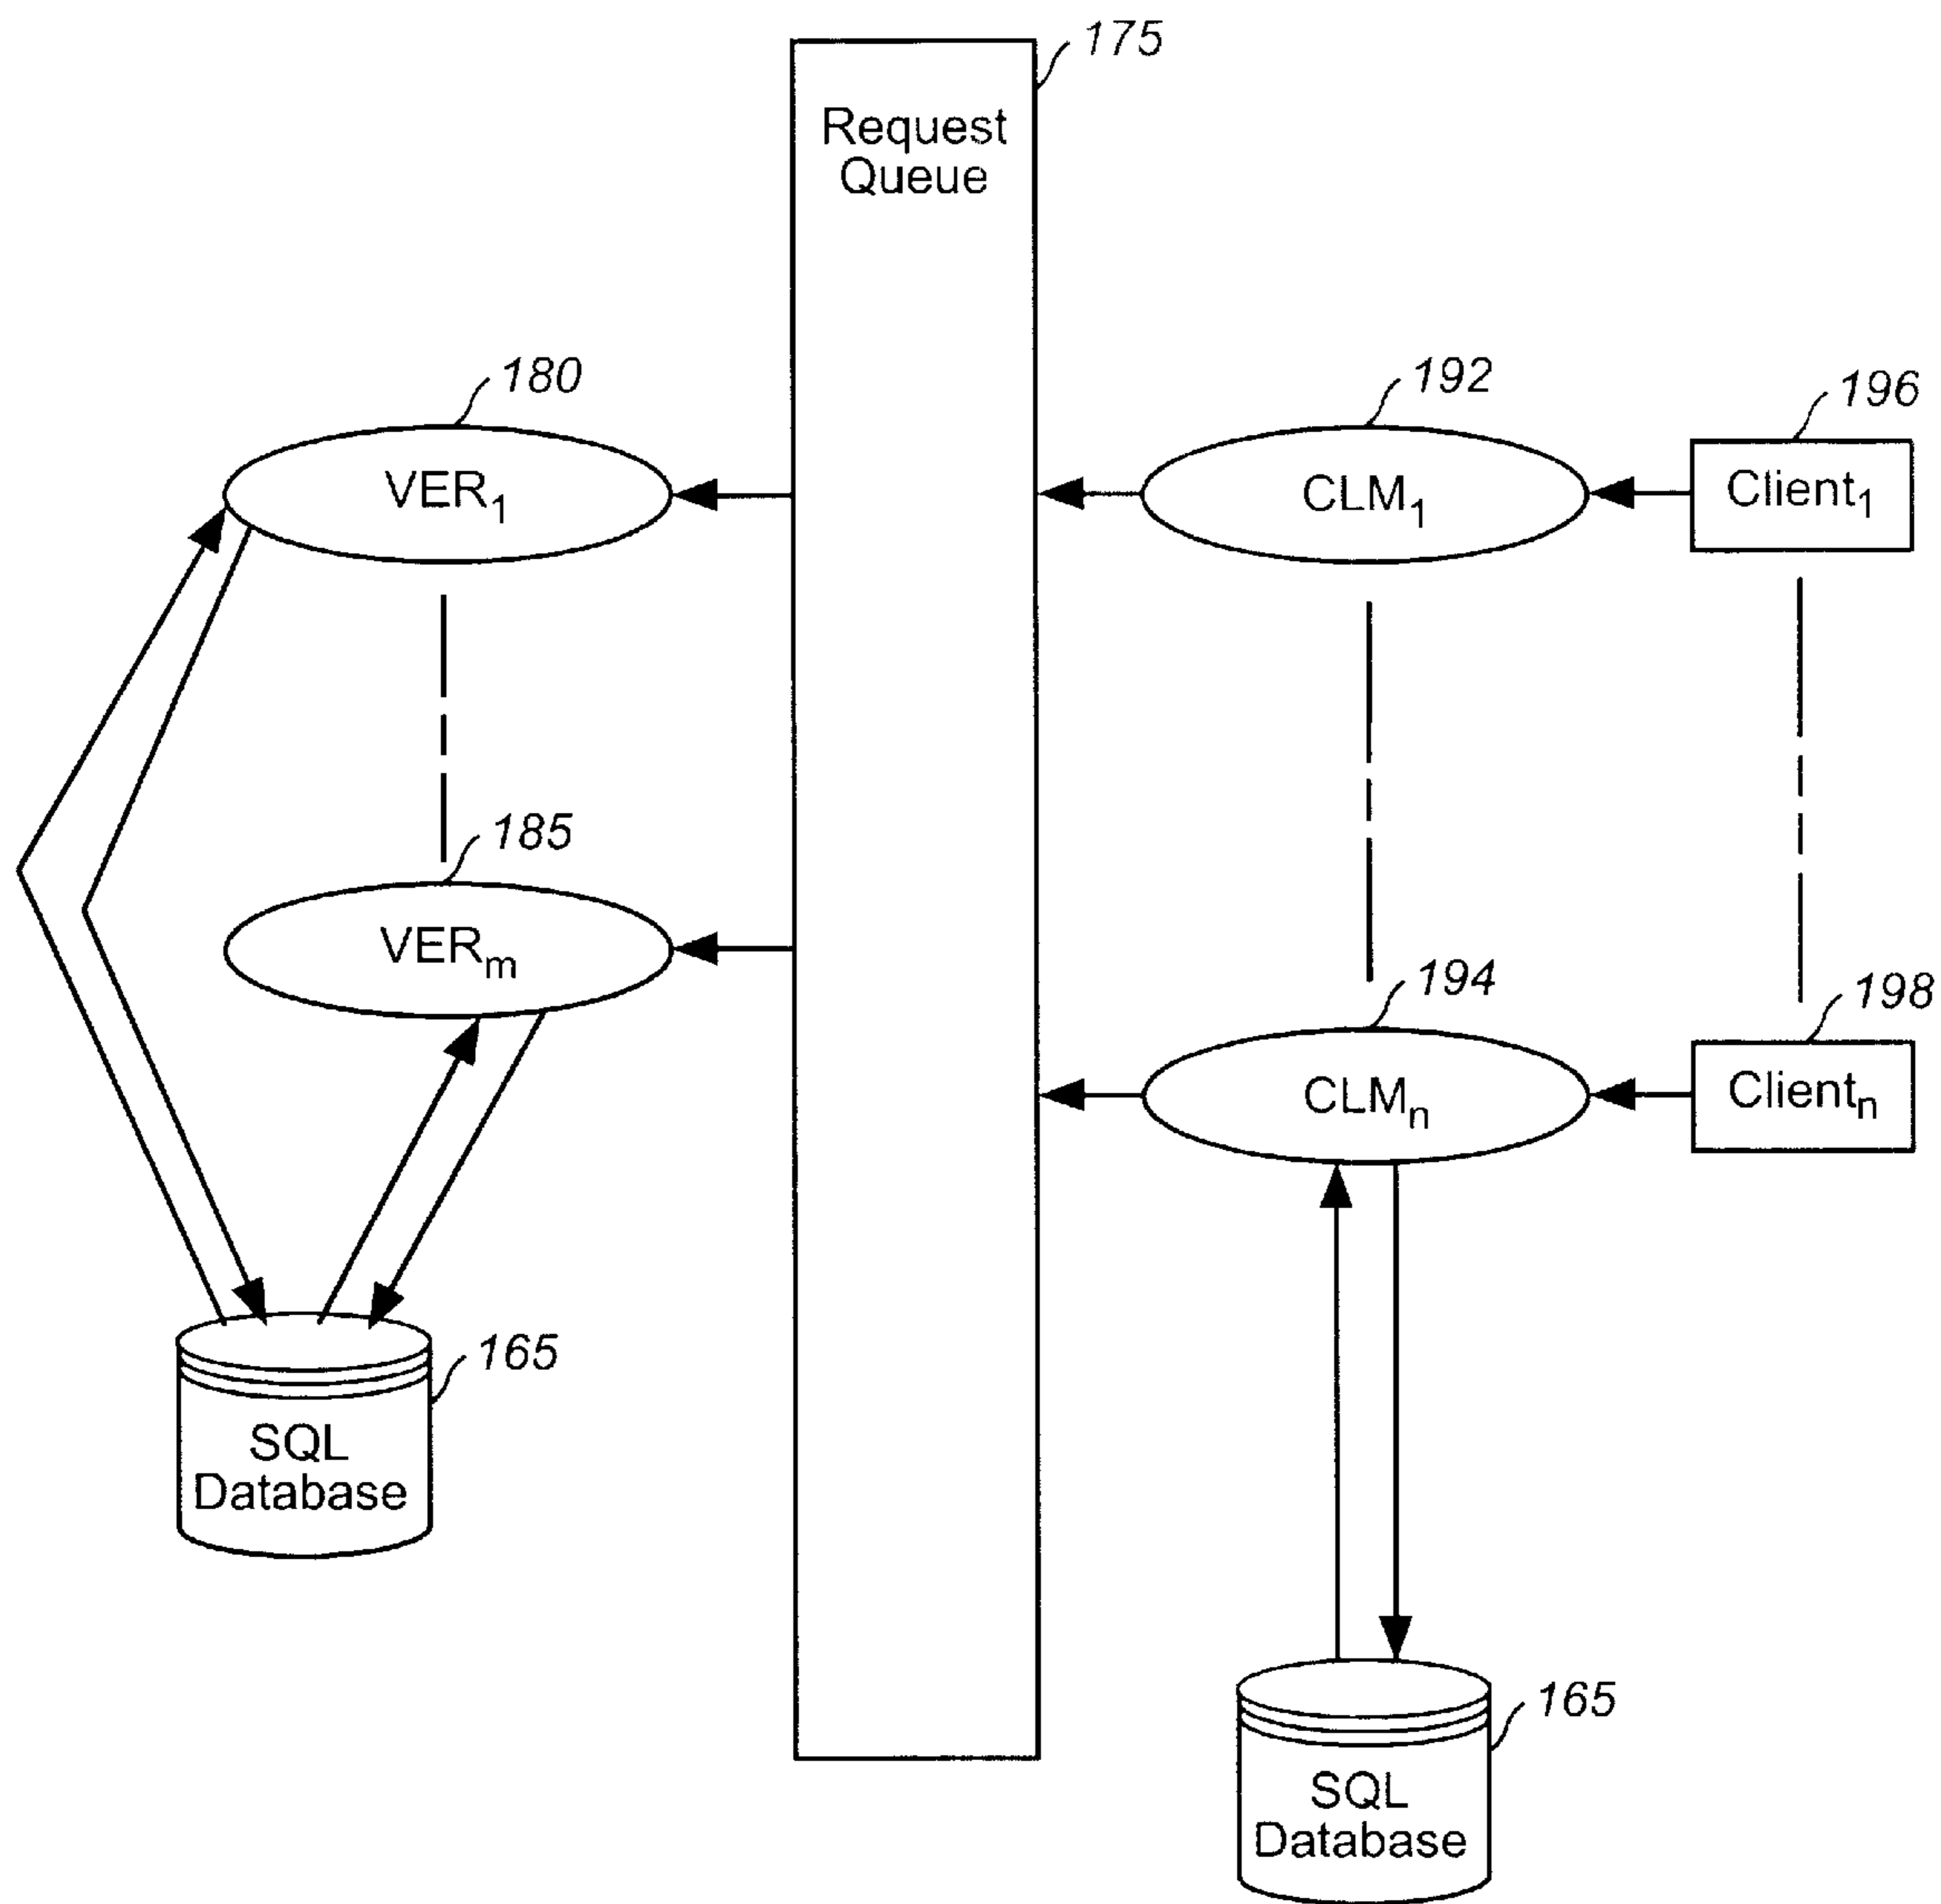 175
Request
Queue
180
192
196
VER₁
CLM₁
Client₁
185
VERₘ
194
198
CLMₙ
Clientₙ
165
SQL
Database
165
SQL
Database